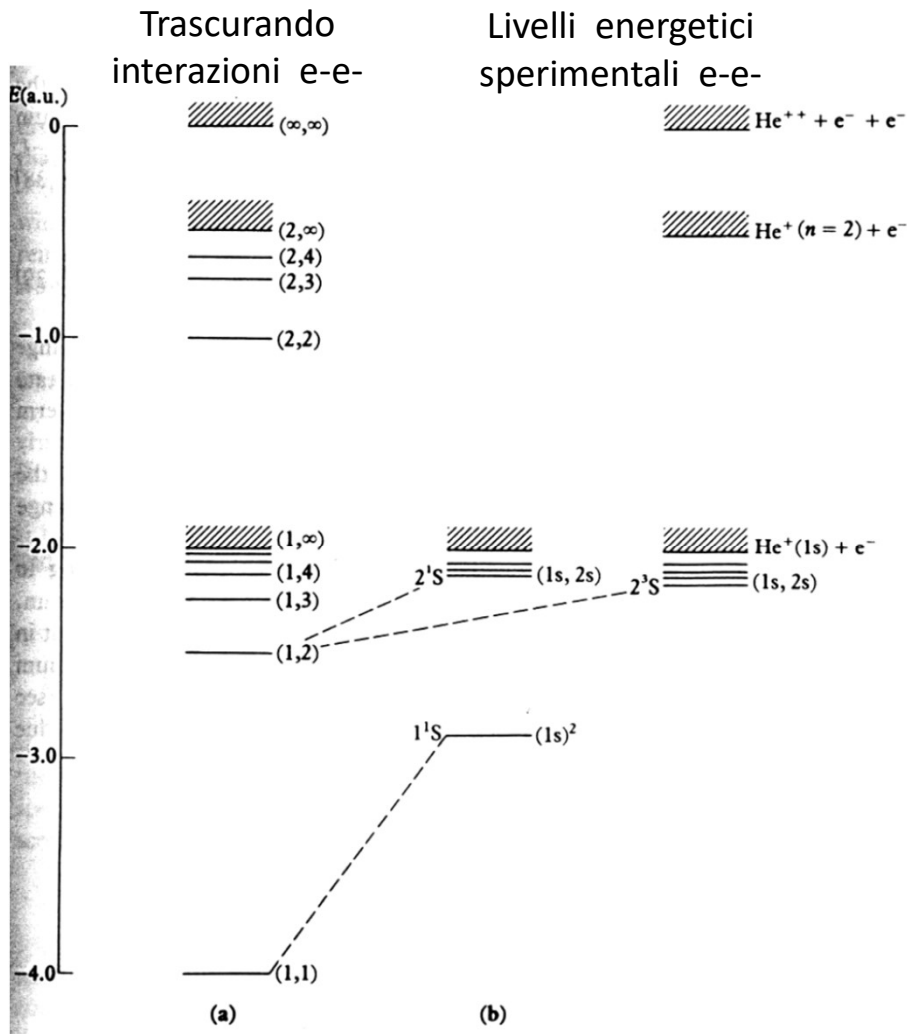 Trascurando
interazioni e-e-
Livelli energetici
sperimentali e-e-
E(a.u.)
0
(∞,∞)
He⁺⁺ + e⁻ + e⁻
(2,∞)
He⁺(n = 2) + e⁻
(2,4)
(2,3)
-1.0
(2,2)
-2.0
(1,∞)
He⁺(1s) + e⁻
(1,4)
2¹S
(1s, 2s)
2³S
(1s, 2s)
(1,3)
(1,2)
1¹S
(1s)²
-3.0
-4.0
(1,1)
(a)
(b)